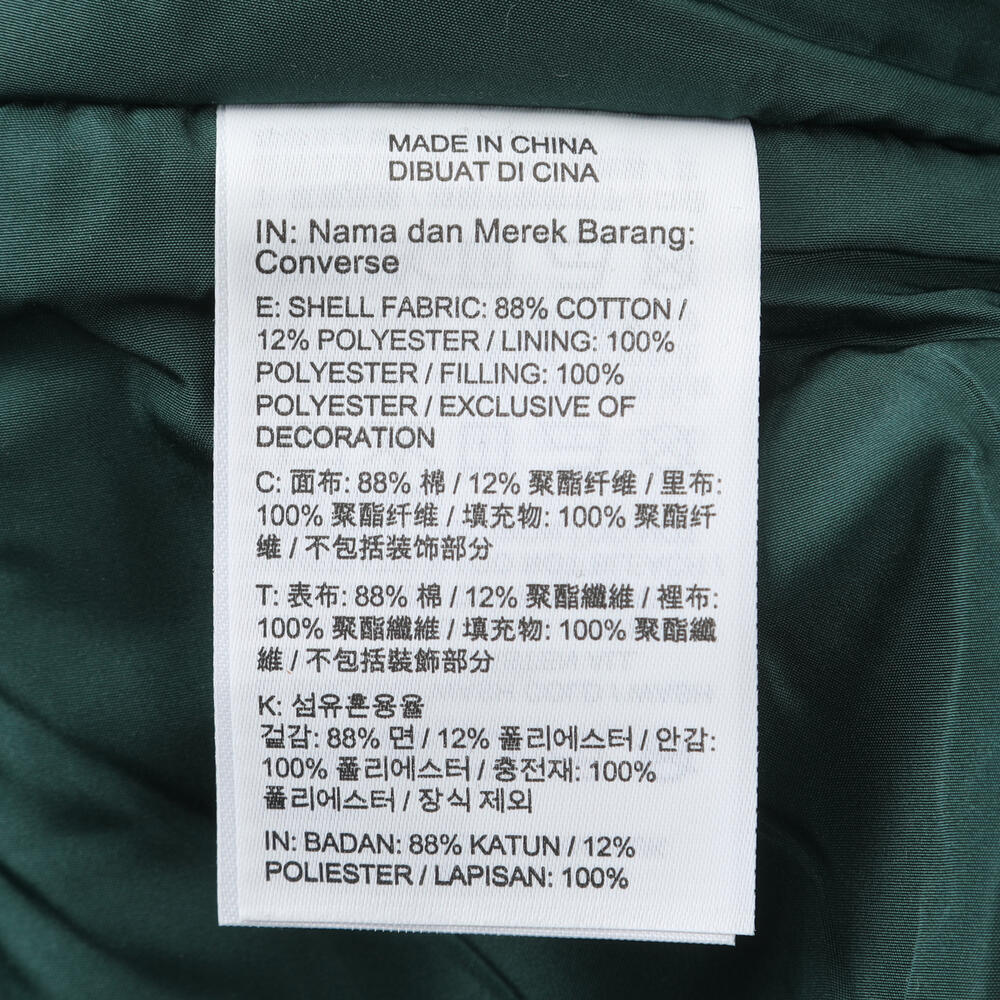 MADE IN CHINA
DIBUAT DI CINA
IN: Nama dan Merek Barang:
Converse
E: SHELL FABRIC: 88% COTTON /
12% POLYESTER / LINING: 100%
POLYESTER / FILLING: 100%
POLYESTER / EXCLUSIVE OF
DECORATION
C: 面布: 88% 棉 / 12% 聚酯纤维 / 里布:
100% 聚酯纤维 / 填充物: 100% 聚酯纤
维 / 不包括装饰部分
T: 表布: 88% 棉 / 12% 聚酯纖維 / 裡布:
100% 聚酯纖維 / 填充物: 100% 聚酯纖
維 / 不包括裝飾部分
K: 섬유혼용율
겉감: 88% 면 / 12% 폴리에스터 / 안감:
100% 폴리에스터 / 충전재: 100%
폴리에스터 / 장식 제외
IN: BADAN: 88% KATUN / 12%
POLIESTER / LAPISAN: 100%